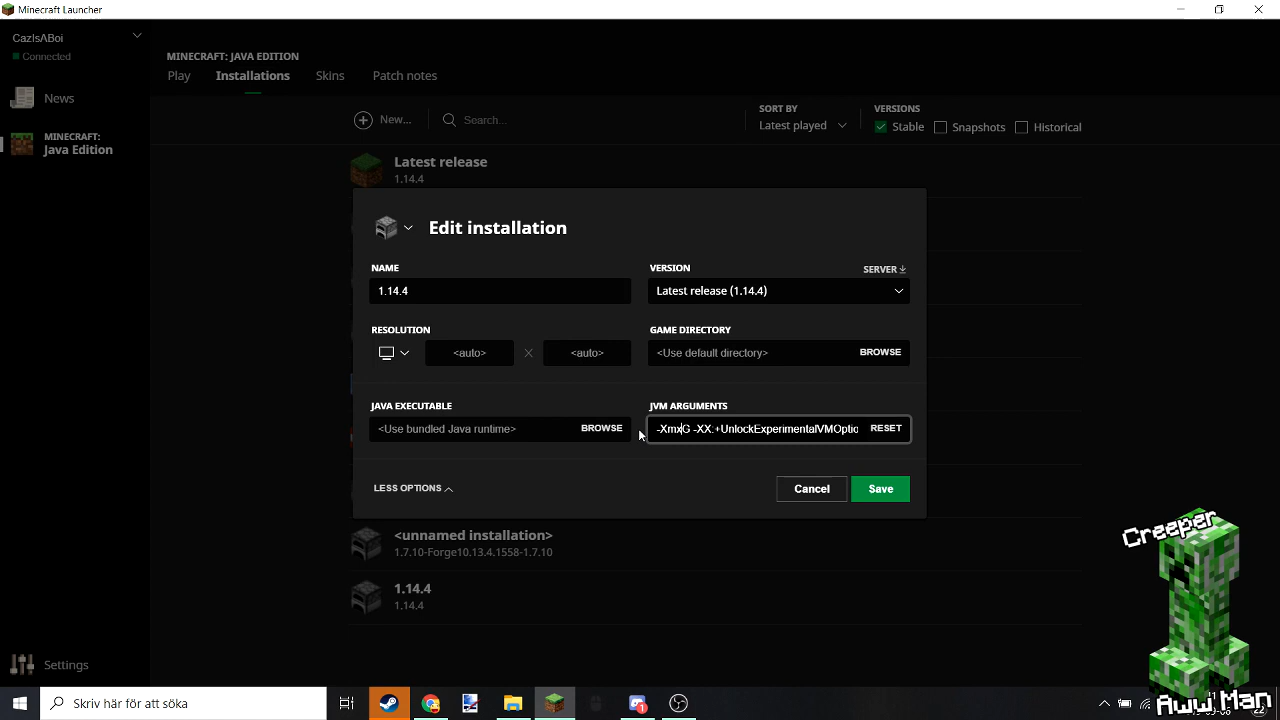 Minecraft Launcher
CazIsABoi
Connected
News
MINECRAFT:
Java Edition
Settings
MINECRAFT: JAVA EDITION
Play Installations Skins Patch notes
New... Search...
SORT BY
Latest played
VERSIONS
Stable Snapshots Historical
Latest release
1.14.4
Edit installation
NAME
1.14.4
VERSION
SERVER
Latest release (1.14.4)
RESOLUTION
<auto> X <auto>
GAME DIRECTORY
<Use default directory> BROWSE
JAVA EXECUTABLE
<Use bundled Java runtime> BROWSE
JVM ARGUMENTS
-XmxG -XX:+UnlockExperimentalVMOptio RESET
LESS OPTIONS
Cancel Save
<unnamed installation>
1.7.10-Forge10.13.4.1558-1.7.10
1.14.4
1.14.4
Creeper
Aww Man
Skriv här för att söka